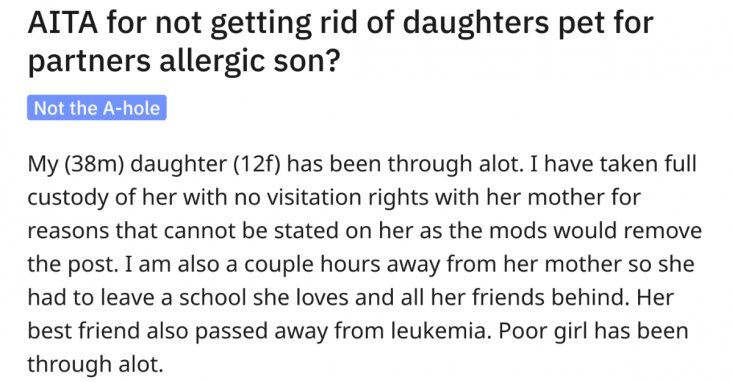 AITA for not getting rid of daughters pet for
partners allergic son?
Not the A-hole
My (38m) daughter (12f) has been through alot. I have taken full
custody of her with no visitation rights with her mother for
reasons that cannot be stated on her as the mods would remove
the post. I am also a couple hours away from her mother so she
had to leave a school she loves and all her friends behind. Her
best friend also passed away from leukemia. Poor girl has been
through alot.